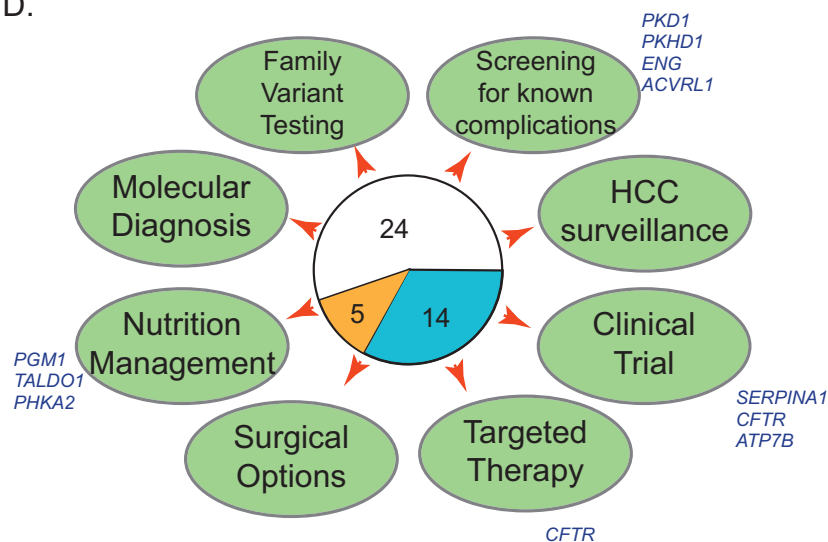 D.
PKD1
PKHD1
ENG
ACVRL1
Family
Variant
Testing
Screening
for known
complications
Molecular
Diagnosis
HCC
surveillance
24
5
14
Nutrition
Management
Clinical
Trial
PGM1
TALDO1
PHKA2
SERPINA1
CFTR
ATP7B
Surgical
Options
Targeted
Therapy
CFTR